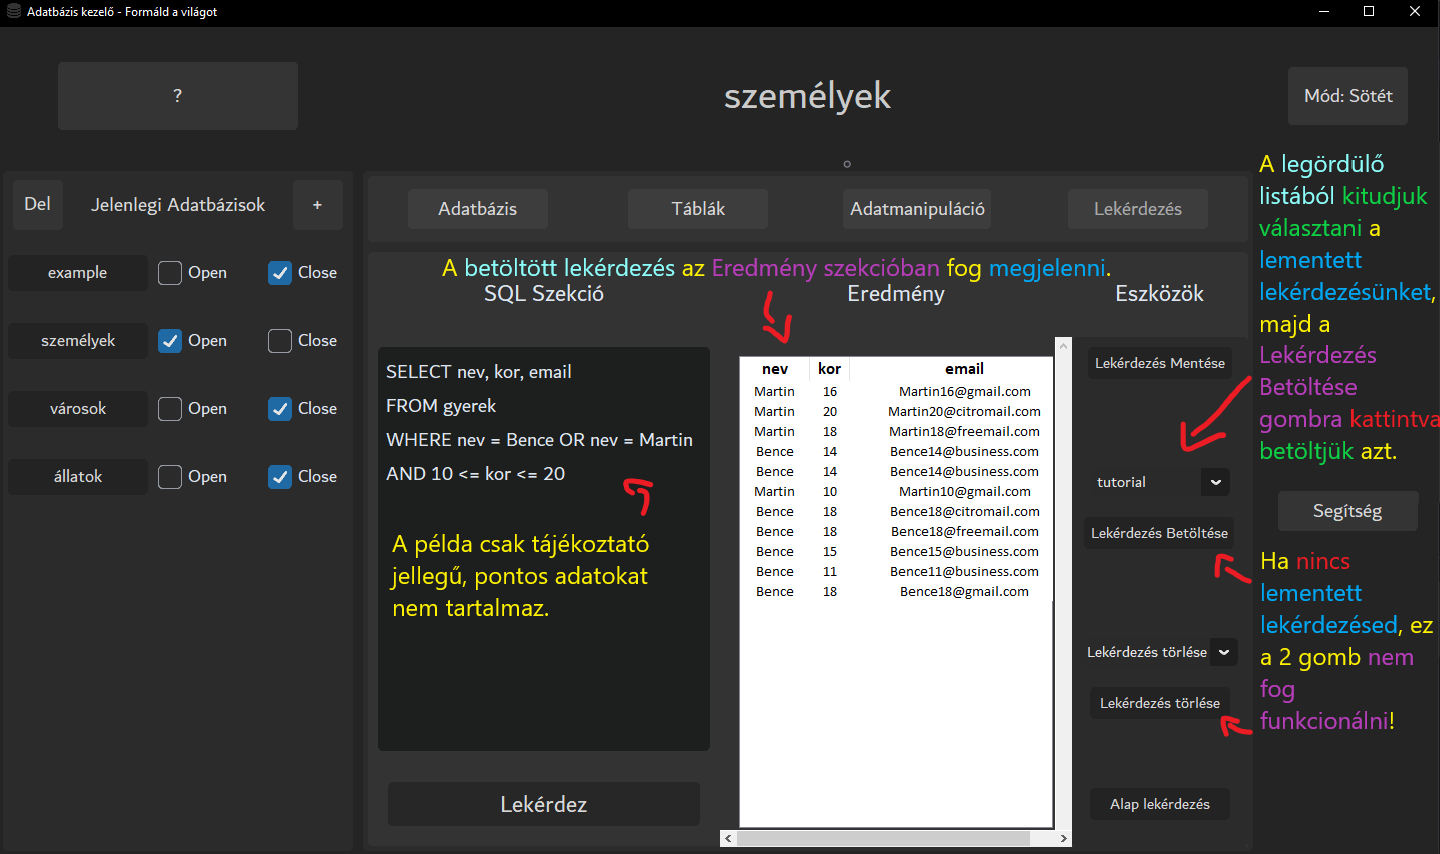 Adatbázis kezelő - Formáld a világot
?
személyek
Mód: Sötét
Del
Jelenlegi Adatbázisok
+
example
Open
Close
személyek
Open
Close
városok
Open
Close
állatok
Open
Close
Adatbázis
Táblák
Adatmanipuláció
Lekérdezés
A betöltött lekérdezés az Eredmény szekcióban fog megjelenni.
SQL Szekció
Eredmény
Eszközök
SELECT nev, kor, email
FROM gyerek
WHERE nev = Bence OR nev = Martin
AND 10 <= kor <= 20
A példa csak tájékoztató
jellegű, pontos adatokat
nem tartalmaz.
Lekérdez
nev kor email
Martin 16 Martin16@gmail.com
Martin 20 Martin20@citromail.com
Martin 18 Martin18@freemail.com
Bence 14 Bence14@business.com
Bence 14 Bence14@business.com
Martin 10 Martin10@gmail.com
Bence 18 Bence18@citromail.com
Bence 18 Bence18@freemail.com
Bence 15 Bence15@business.com
Bence 11 Bence11@business.com
Bence 18 Bence18@gmail.com
Lekérdezés Mentése
tutorial
Lekérdezés Betöltése
Lekérdezés törlése
Lekérdezés törlése
Alap lekérdezés
A legördülő
listából kitudjuk
választani a
lementett
lekérdezésünket,
majd a
Lekérdezés
Betöltése
gombra kattintva
betöltjük azt.
Segítség
Ha nincs
lementett
lekérdezésed, ez
a 2 gomb nem
fog
funkcionálni!